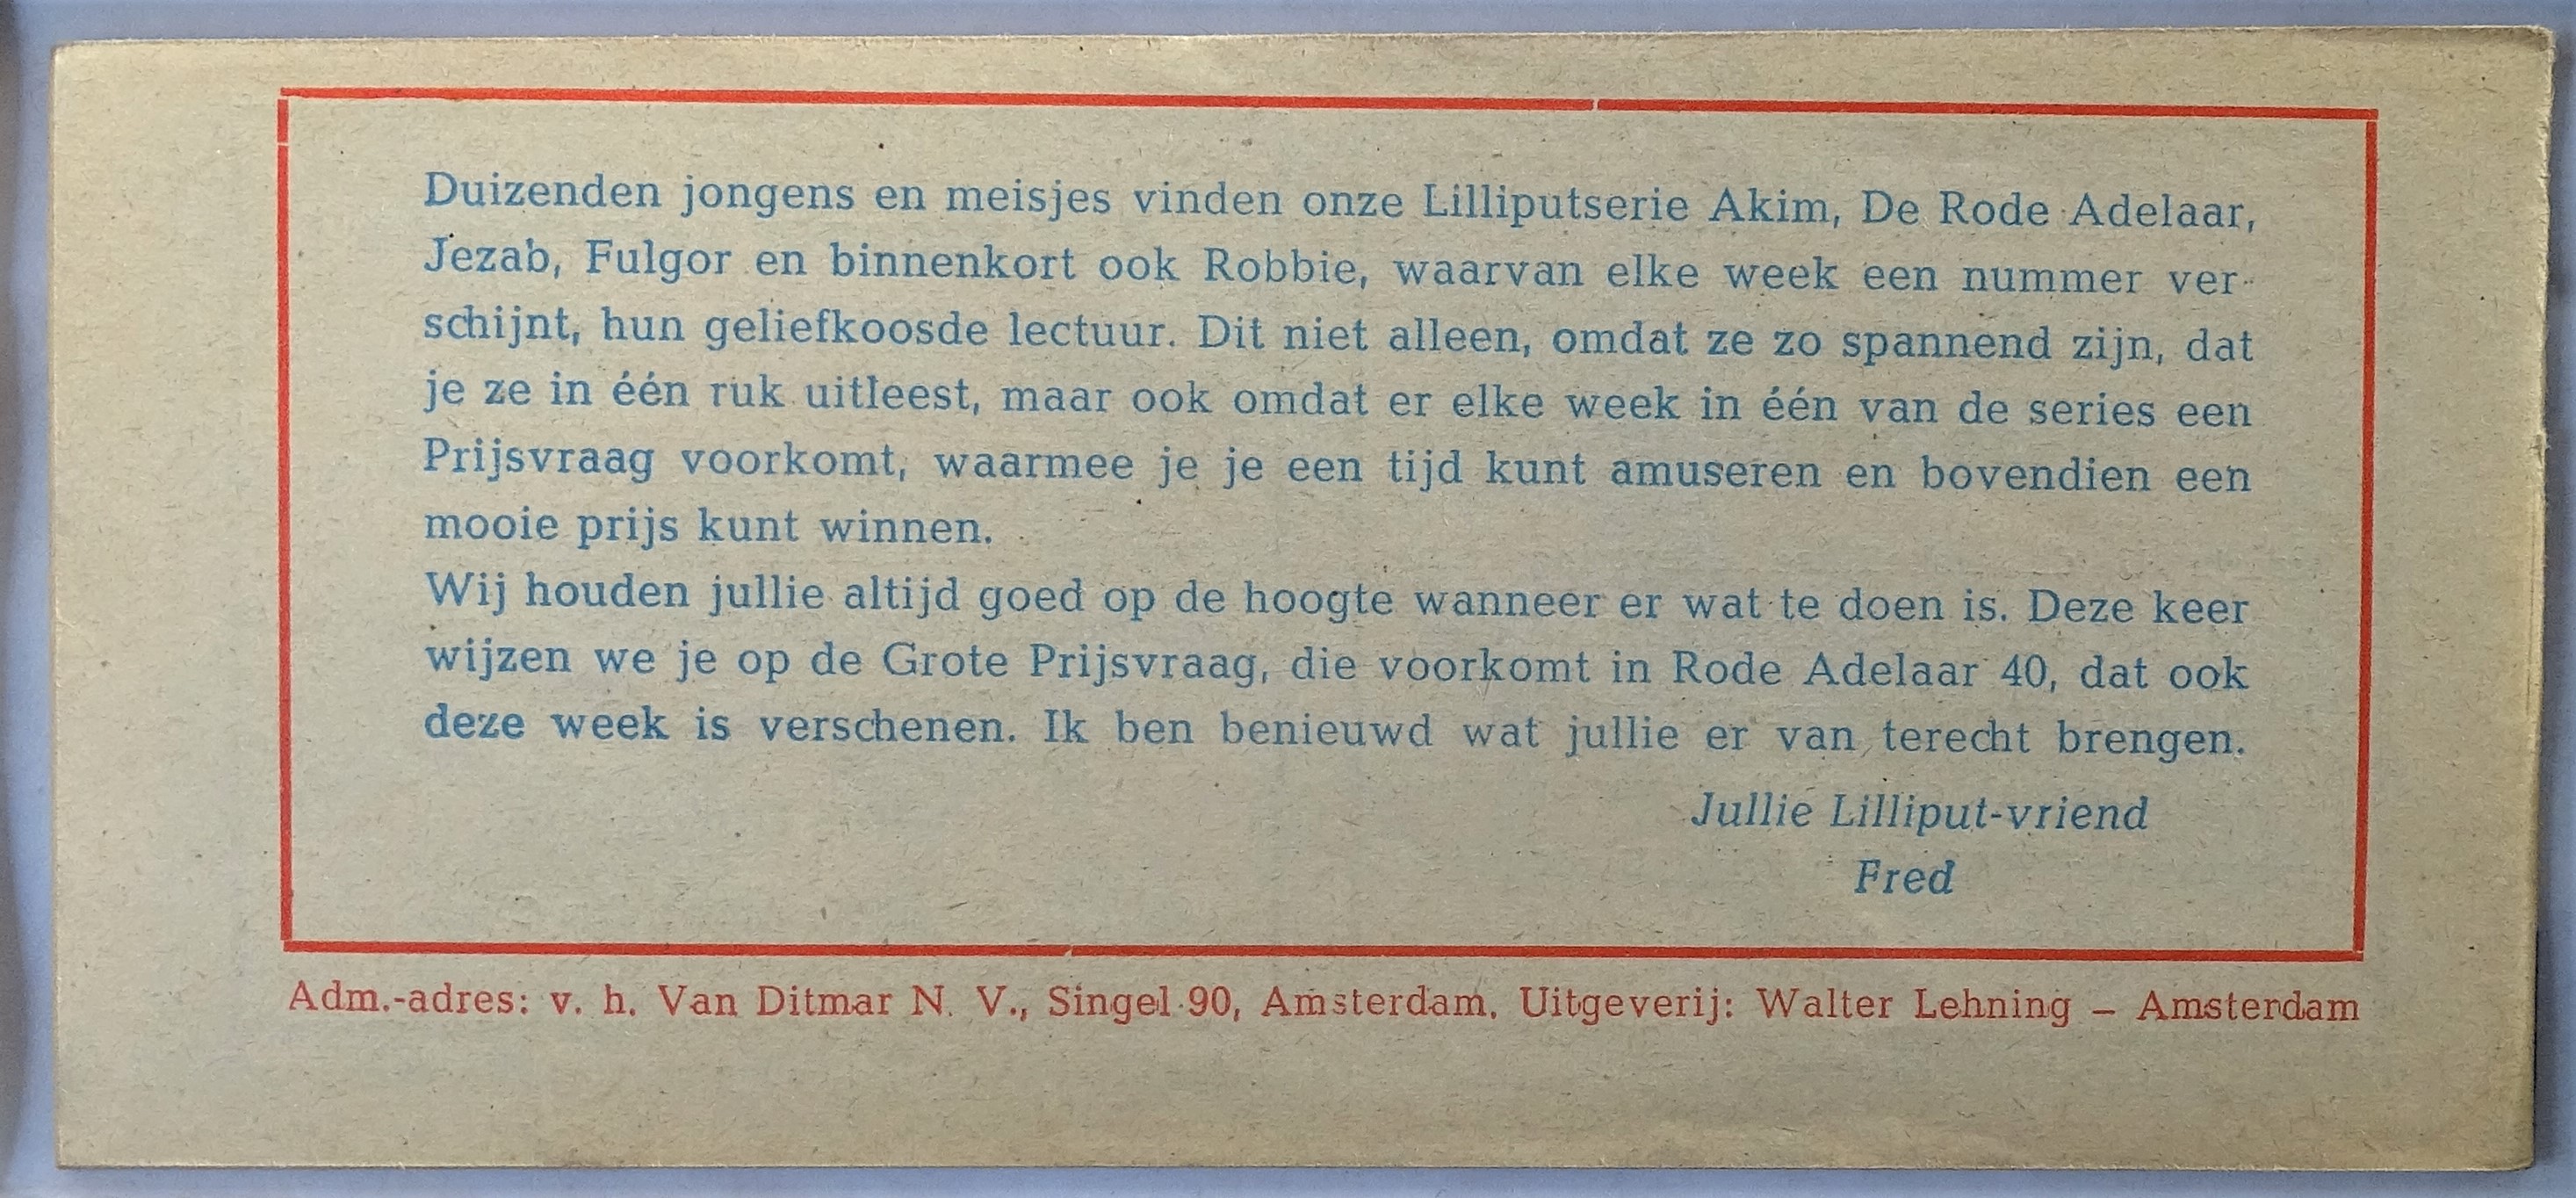 Duizenden jongens en meisjes vinden onze Lilliputserie Akim, De Rode Adelaar,
Jezab, Fulgor en binnenkort ook Robbie, waarvan elke week een nummer ver-
schijnt, hun geliefkoosde lectuur. Dit niet alleen, omdat ze zo spannend zijn, dat
je ze in één ruk uitleest, maar ook omdat er elke week in één van de series een
Prijsvraag voorkomt, waarmee je je een tijd kunt amuseren en bovendien een
mooie prijs kunt winnen.
Wij houden jullie altijd goed op de hoogte wanneer er wat te doen is. Deze keer
wijzen we je op de Grote Prijsvraag, die voorkomt in Rode Adelaar 40, dat ook
deze week is verschenen. Ik ben benieuwd wat jullie er van terecht brengen.
Jullie Lilliput-vriend
Fred
Adm.-adres: v. h. Van Ditmar N. V., Singel 90, Amsterdam. Uitgeverij: Walter Lehning – Amsterdam